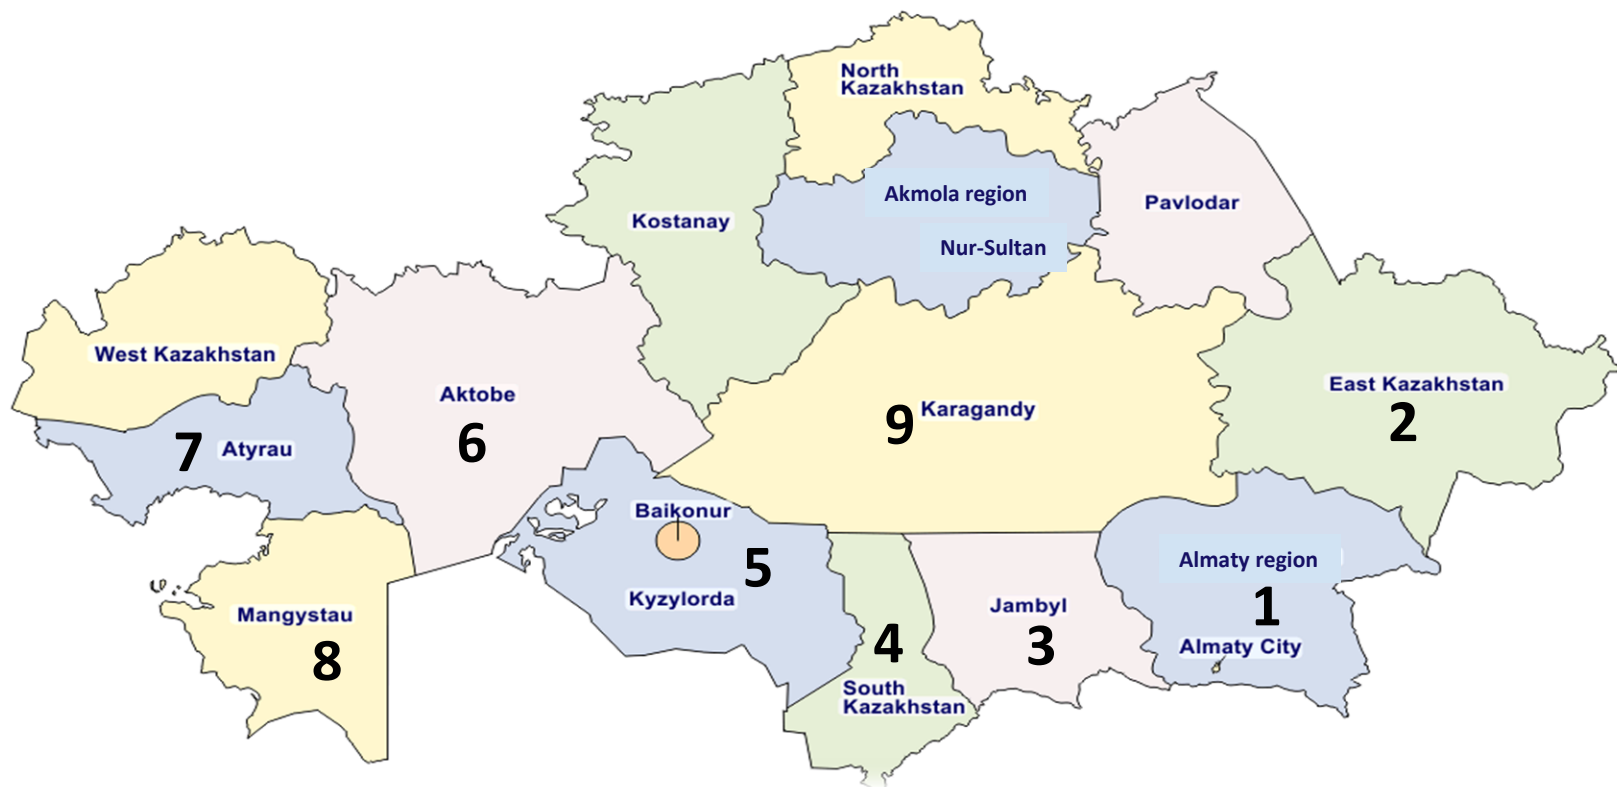 North
Kazakhstan
Akmola region
Pavlodar
Kostanay
Nur-Sultan
West Kazakhstan
East Kazakhstan
2
Aktobe
6
9 Karagandy
7 Atyrau
Baikonur
5
Kyzylorda
Almaty region
1
Almaty City
Jambyl
3
Mangystau
8
4
South
Kazakhstan